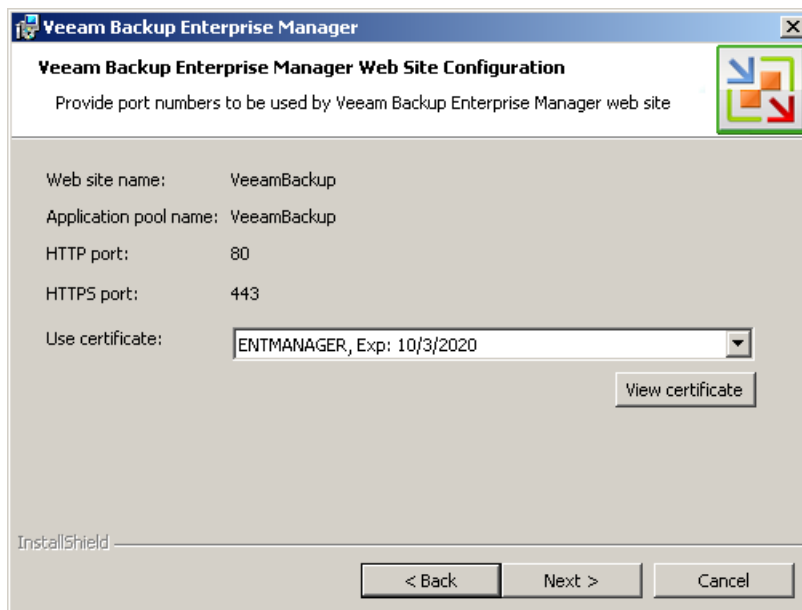 Veeam Backup Enterprise Manager
Veeam Backup Enterprise Manager Web Site Configuration
Provide port numbers to be used by Veeam Backup Enterprise Manager web site
Web site name: VeeamBackup
Application pool name: VeeamBackup
HTTP port: 80
HTTPS port: 443
Use certificate: ENTMANAGER, Exp: 10/3/2020
View certificate
InstallShield
< Back Next > Cancel